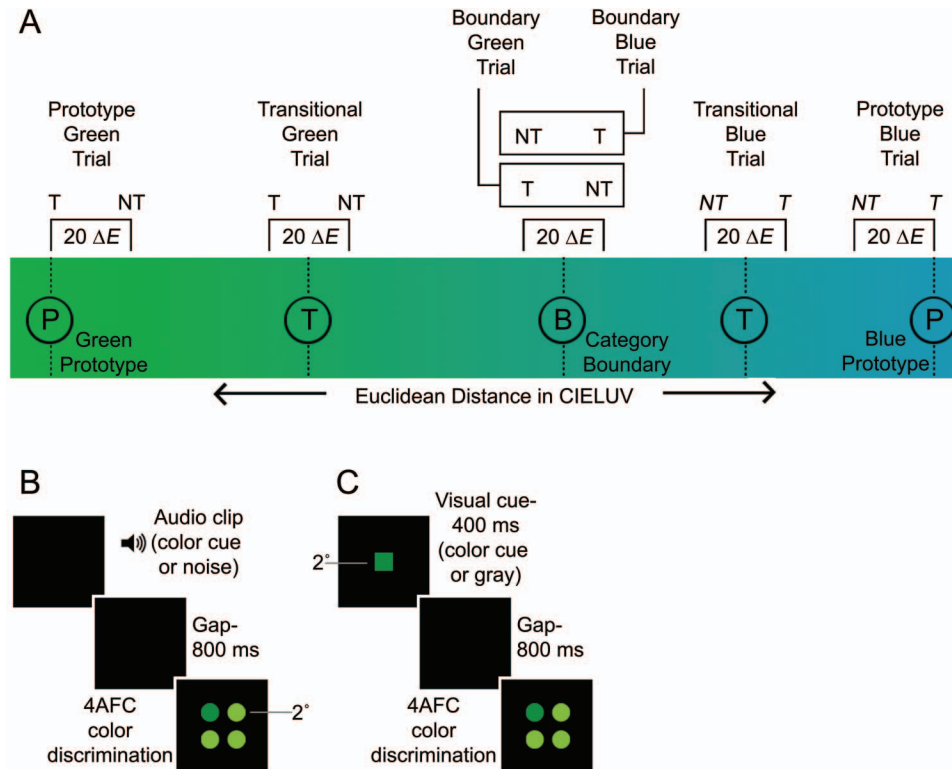 A
Boundary
Green
Trial
Boundary
Blue
Trial
Prototype
Green
Trial
Transitional
Green
Trial
Transitional
Blue
Trial
Prototype
Blue
Trial
NT T
T NT
T NT
T NT
NT T
NT T
20 ΔE
20 ΔE
20 ΔE
20 ΔE
20 ΔE
P
T
B
T
P
Green
Prototype
Category
Boundary
Blue
Prototype
Euclidean Distance in CIELUV
B
Audio clip
(color cue
or noise)
Gap-
800 ms
4AFC
color
discrimination
2°
C
Visual cue-
400 ms
(color cue
or gray)
2°
Gap-
800 ms
4AFC
color
discrimination